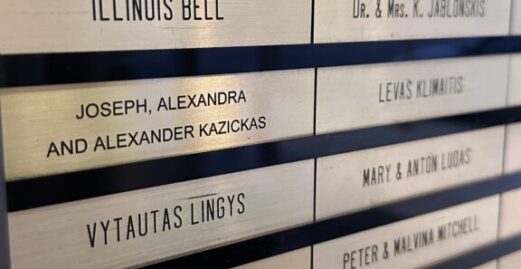 ILLINOIS BELL
DR. & MRS. K. JABLONSKIS
JOSEPH, ALEXANDRA
AND ALEXANDER KAZICKAS
LEVAS KLIMAITIS
VYTAUTAS LINGYS
MARY & ANTON LUDAS
PETER & MALVINA MITCHELL